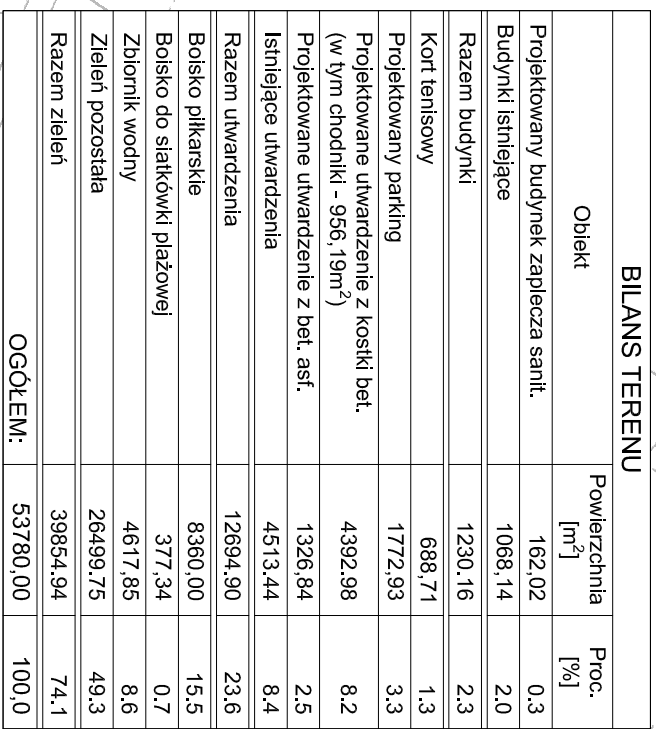 BILANS TERENU
Obiekt Powierzchnia [m²] Proc. [%]
Projektowany budynek zaplecza sanit. 162,02 0.3
Budynki istniejące 1068,14 2.0
Razem budynki 1230.16 2.3
Kort tenisowy 688,71 1.3
Projektowany parking 1772,93 3.3
Projektowane utwardzenie z kostki bet.
(w tym chodniki - 956,19m²) 4392.98 8.2
Projektowane utwardzenie z bet. asf. 1326,84 2.5
Istniejące utwardzenia 4513.44 8.4
Razem utwardzenia 12694.90 23.6
Boisko piłkarskie 8360,00 15.5
Boisko do siatkówki plażowej 377,34 0.7
Zbiornik wodny 4617,85 8.6
Zieleń pozostała 26499.75 49.3
Razem zieleń 39854.94 74.1
OGÓŁEM: 53780,00 100,0